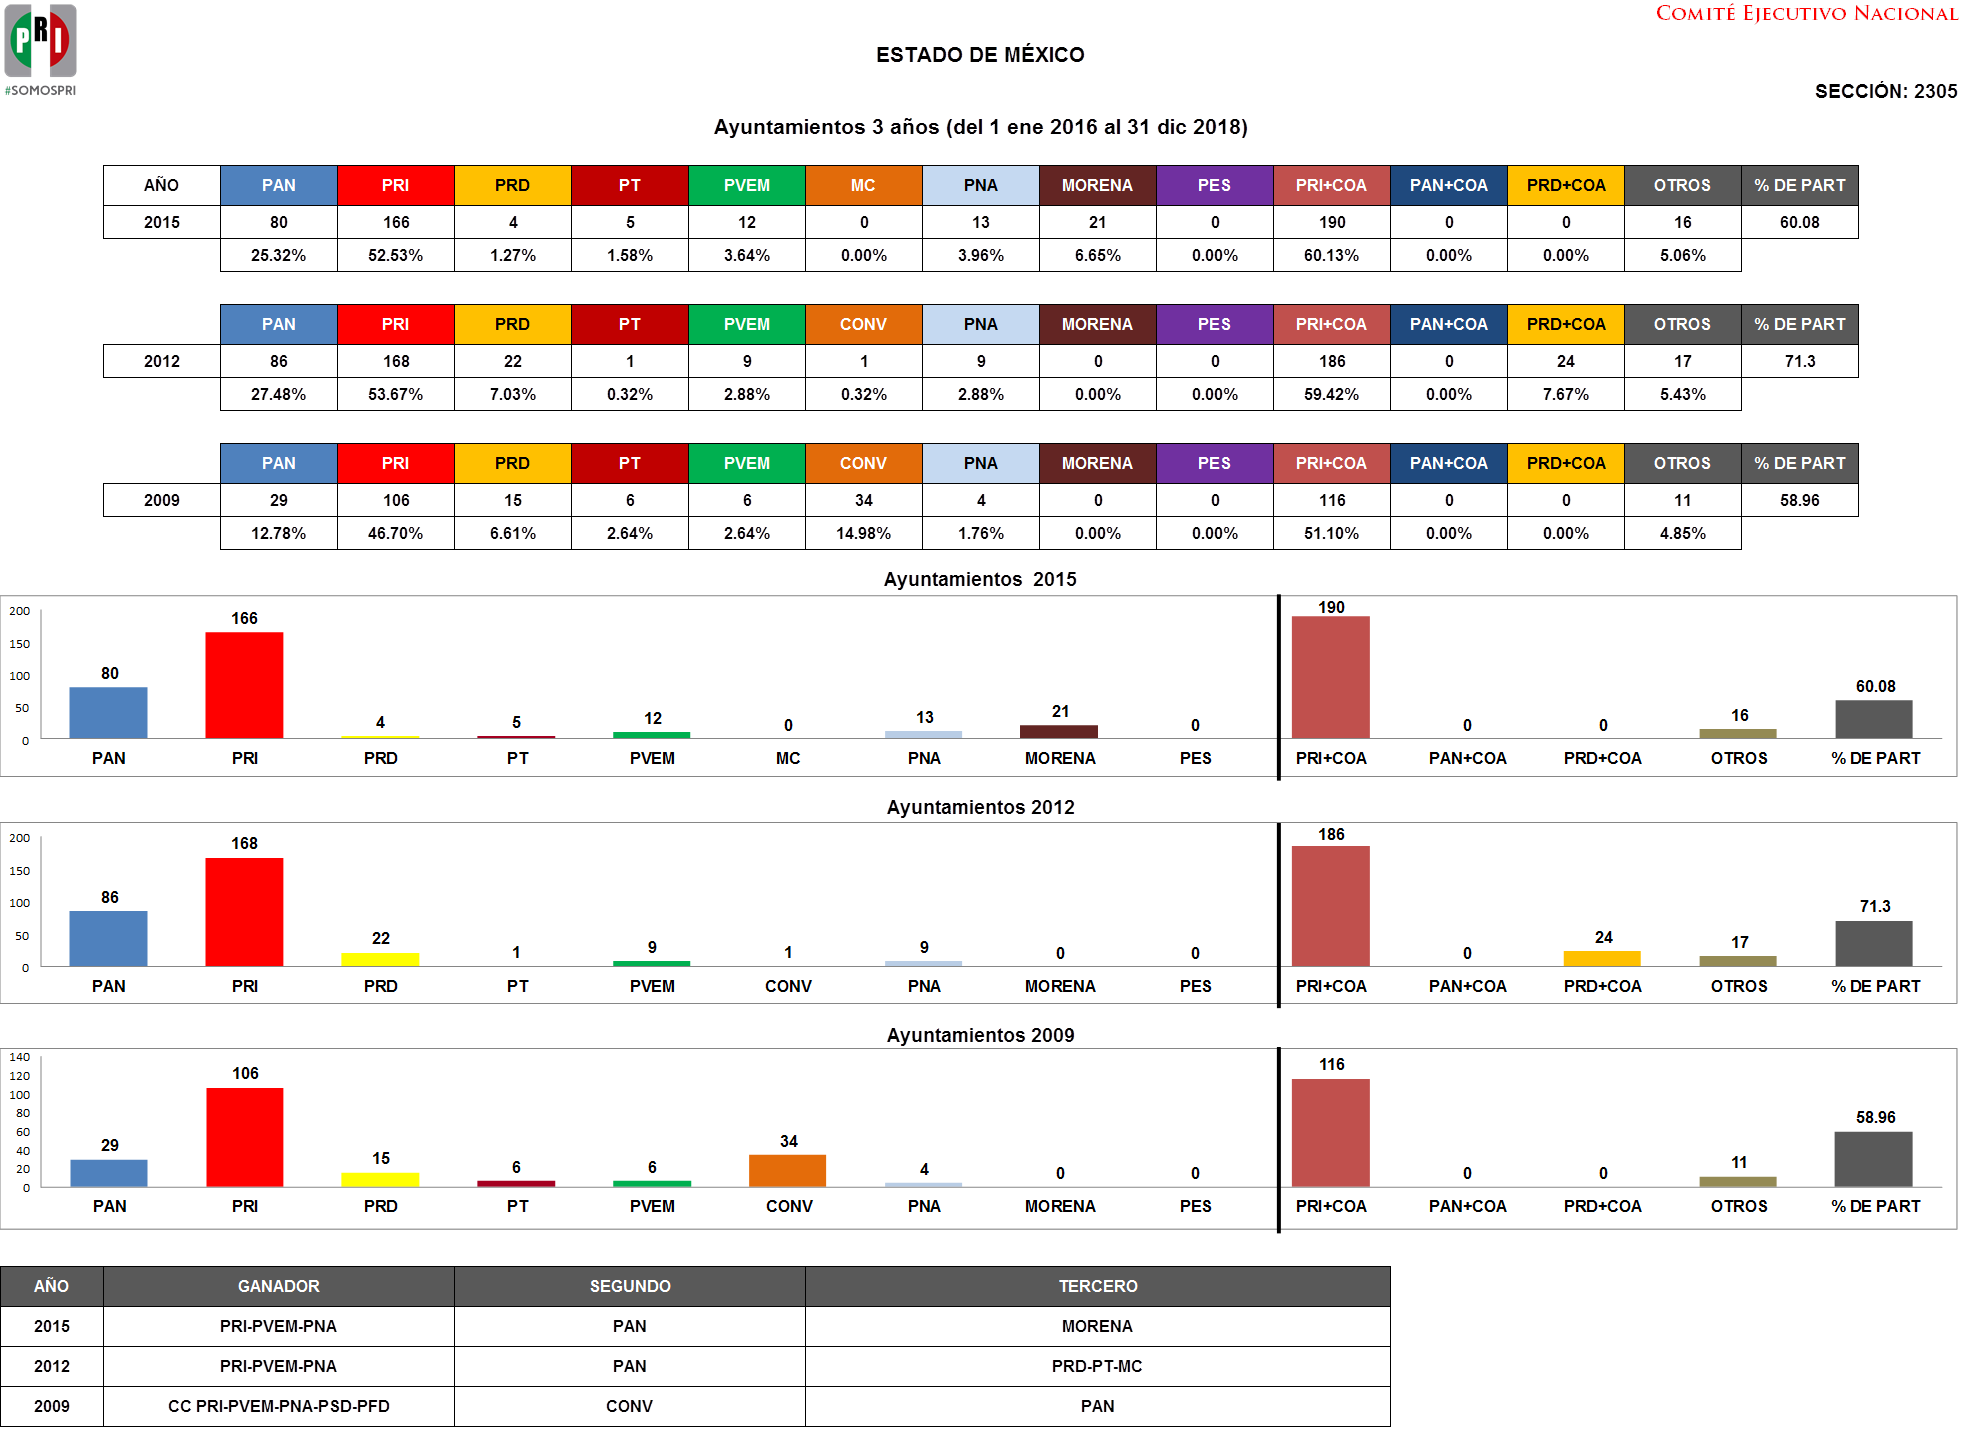 PRI
#SOMOSPRI
COMITÉ EJECUTIVO NACIONAL
ESTADO DE MÉXICO
SECCIÓN: 2305
Ayuntamientos 3 años (del 1 ene 2016 al 31 dic 2018)
AÑO PAN PRI PRD PT PVEM MC PNA MORENA PES PRI+COA PAN+COA PRD+COA OTROS % DE PART
2015 80 166 4 5 12 0 13 21 0 190 0 0 16 60.08
25.32% 52.53% 1.27% 1.58% 3.64% 0.00% 3.96% 6.65% 0.00% 60.13% 0.00% 0.00% 5.06%
PAN PRI PRD PT PVEM CONV PNA MORENA PES PRI+COA PAN+COA PRD+COA OTROS % DE PART
2012 86 168 22 1 9 1 9 0 0 186 0 24 17 71.3
27.48% 53.67% 7.03% 0.32% 2.88% 0.32% 2.88% 0.00% 0.00% 59.42% 0.00% 7.67% 5.43%
PAN PRI PRD PT PVEM CONV PNA MORENA PES PRI+COA PAN+COA PRD+COA OTROS % DE PART
2009 29 106 15 6 6 34 4 0 0 116 0 0 11 58.96
12.78% 46.70% 6.61% 2.64% 2.64% 14.98% 1.76% 0.00% 0.00% 51.10% 0.00% 0.00% 4.85%
Ayuntamientos 2015
200
150
100
50
0
80 166 4 5 12 0 13 21 0 190 0 0 16 60.08
PAN PRI PRD PT PVEM MC PNA MORENA PES PRI+COA PAN+COA PRD+COA OTROS % DE PART
Ayuntamientos 2012
200
150
100
50
0
86 168 22 1 9 1 9 0 0 186 0 24 17 71.3
PAN PRI PRD PT PVEM CONV PNA MORENA PES PRI+COA PAN+COA PRD+COA OTROS % DE PART
Ayuntamientos 2009
140
120
100
80
60
40
20
0
29 106 15 6 6 34 4 0 0 116 0 0 11 58.96
PAN PRI PRD PT PVEM CONV PNA MORENA PES PRI+COA PAN+COA PRD+COA OTROS % DE PART
AÑO GANADOR SEGUNDO TERCERO
2015 PRI-PVEM-PNA PAN MORENA
2012 PRI-PVEM-PNA PAN PRD-PT-MC
2009 CC PRI-PVEM-PNA-PSD-PFD CONV PAN